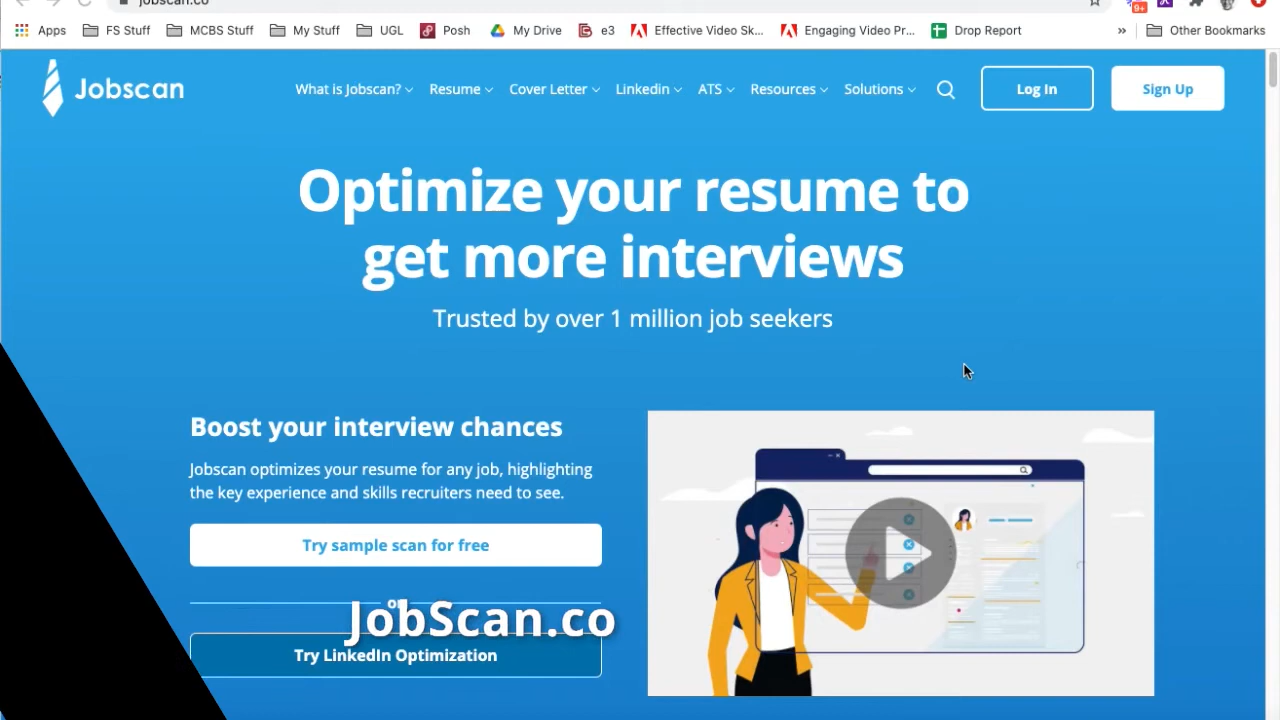 jobscan.co
9+
Apps FS Stuff MCBS Stuff My Stuff UGL Posh My Drive e3 Effective Video Sk... Engaging Video Pr... Drop Report » Other Bookmarks
Jobscan What is Jobscan? Resume Cover Letter Linkedin ATS Resources Solutions Log In Sign Up
Optimize your resume to
get more interviews
Trusted by over 1 million job seekers
Boost your interview chances
Jobscan optimizes your resume for any job, highlighting
the key experience and skills recruiters need to see.
Try sample scan for free
or
JobScan.co
Try LinkedIn Optimization